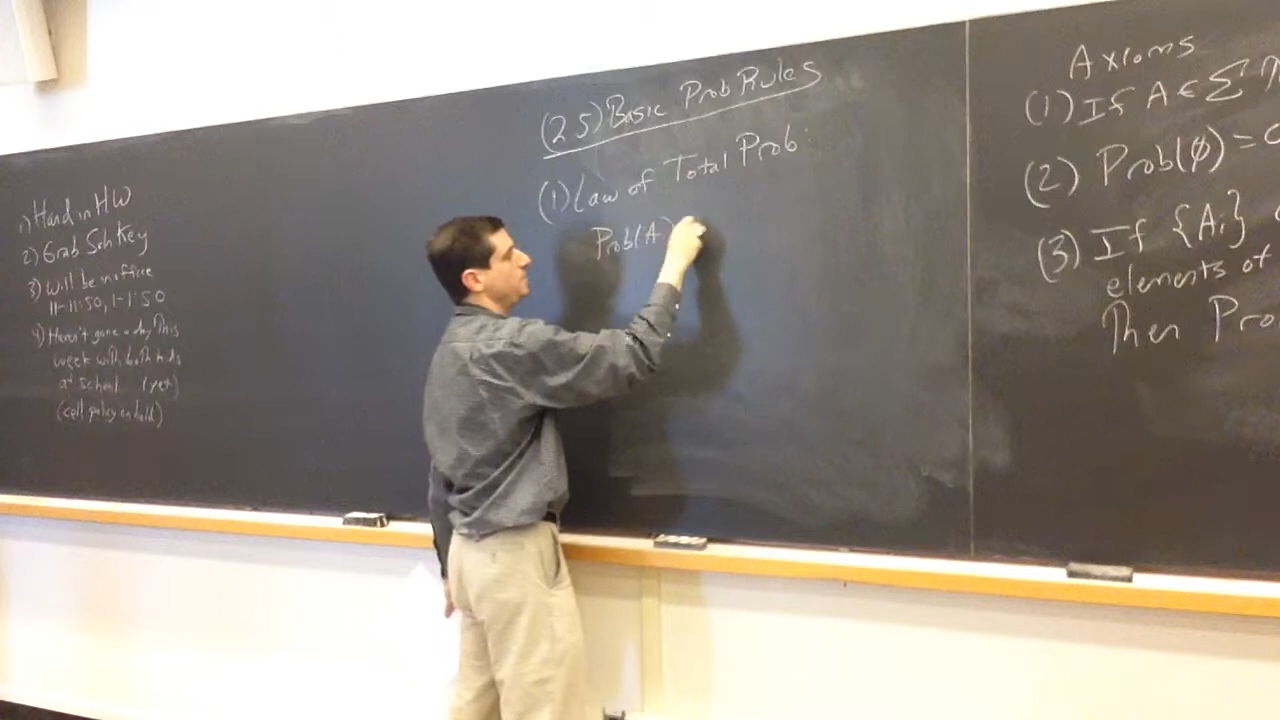 1) Hand in HW
2) Grab Soln Key
3) Will be in office
11-11:50, 1-1:50
4) Haven't gone a day this
week with both kids
at school (yet)
(cell policy on hold)
(2 5) Basic Prob Rules
(1) Law of Total Prob:
Prob(A)
Axioms
(1) If A ∈ Σ
(2) Prob(φ) =
(3) If {Ai}
elements of
Then Pro